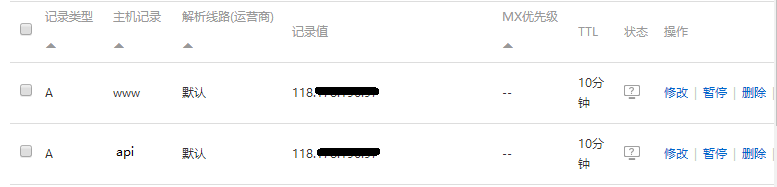 记录类型 主机记录 解析线路(运营商) 记录值 MX优先级 TTL 状态 操作
A www 默认 118. -- 10分钟 修改 | 暂停 | 删除 |
A api 默认 118. -- 10分钟 修改 | 暂停 | 删除 |